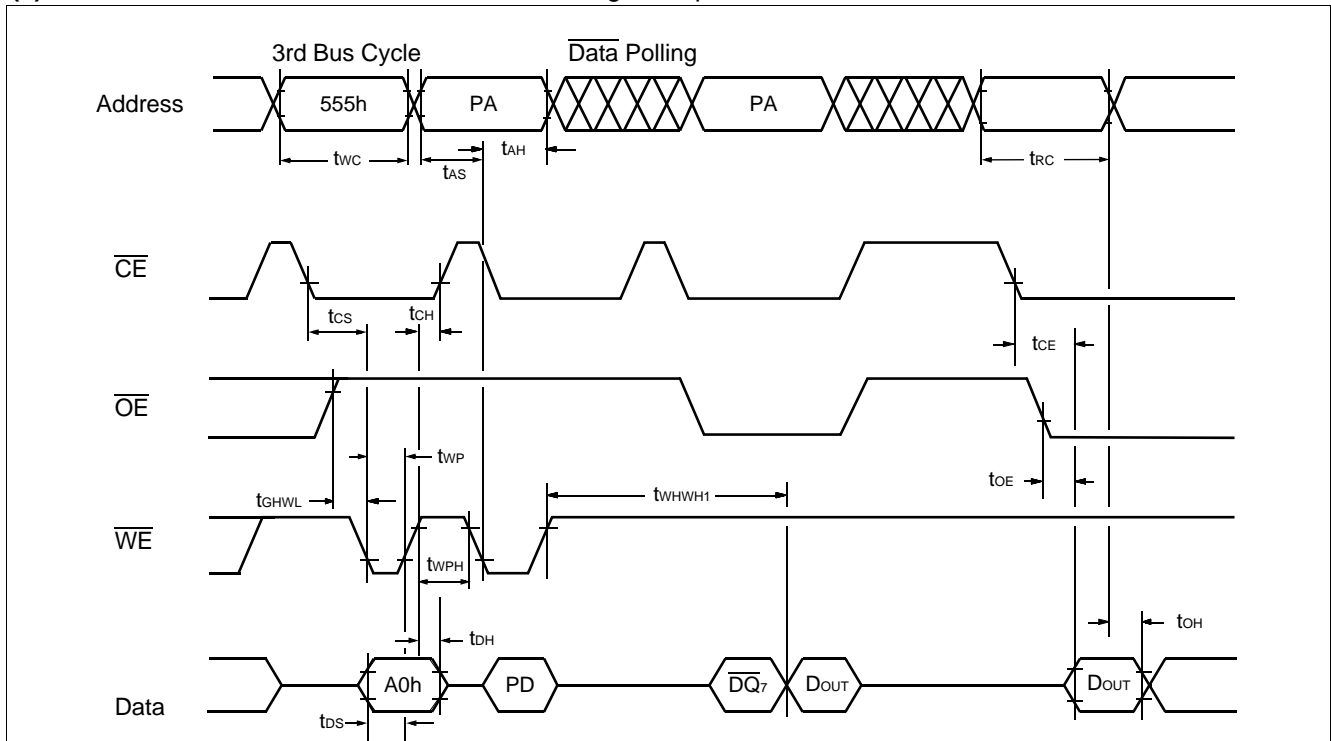 3rd Bus Cycle
Data Polling
Address
555h
PA
PA
tWC
tAS
tAH
tRC
CE
tCS
tCH
tCE
OE
tWP
tGHWL
tWHWH1
tOE
WE
tWPH
tDH
tOH
Data
A0h
PD
DQ7
DOUT
DOUT
tDS